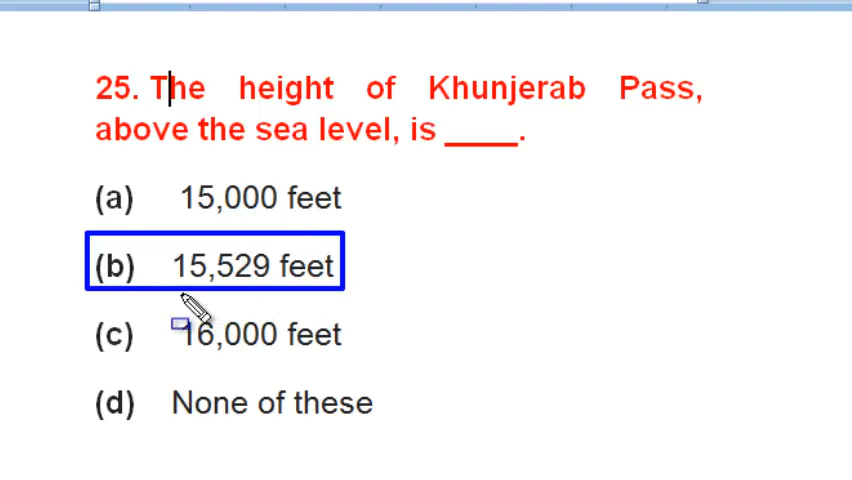 25. The height of Khunjerab Pass,
above the sea level, is ____.
(a) 15,000 feet
(b) 15,529 feet
(c) 16,000 feet
(d) None of these